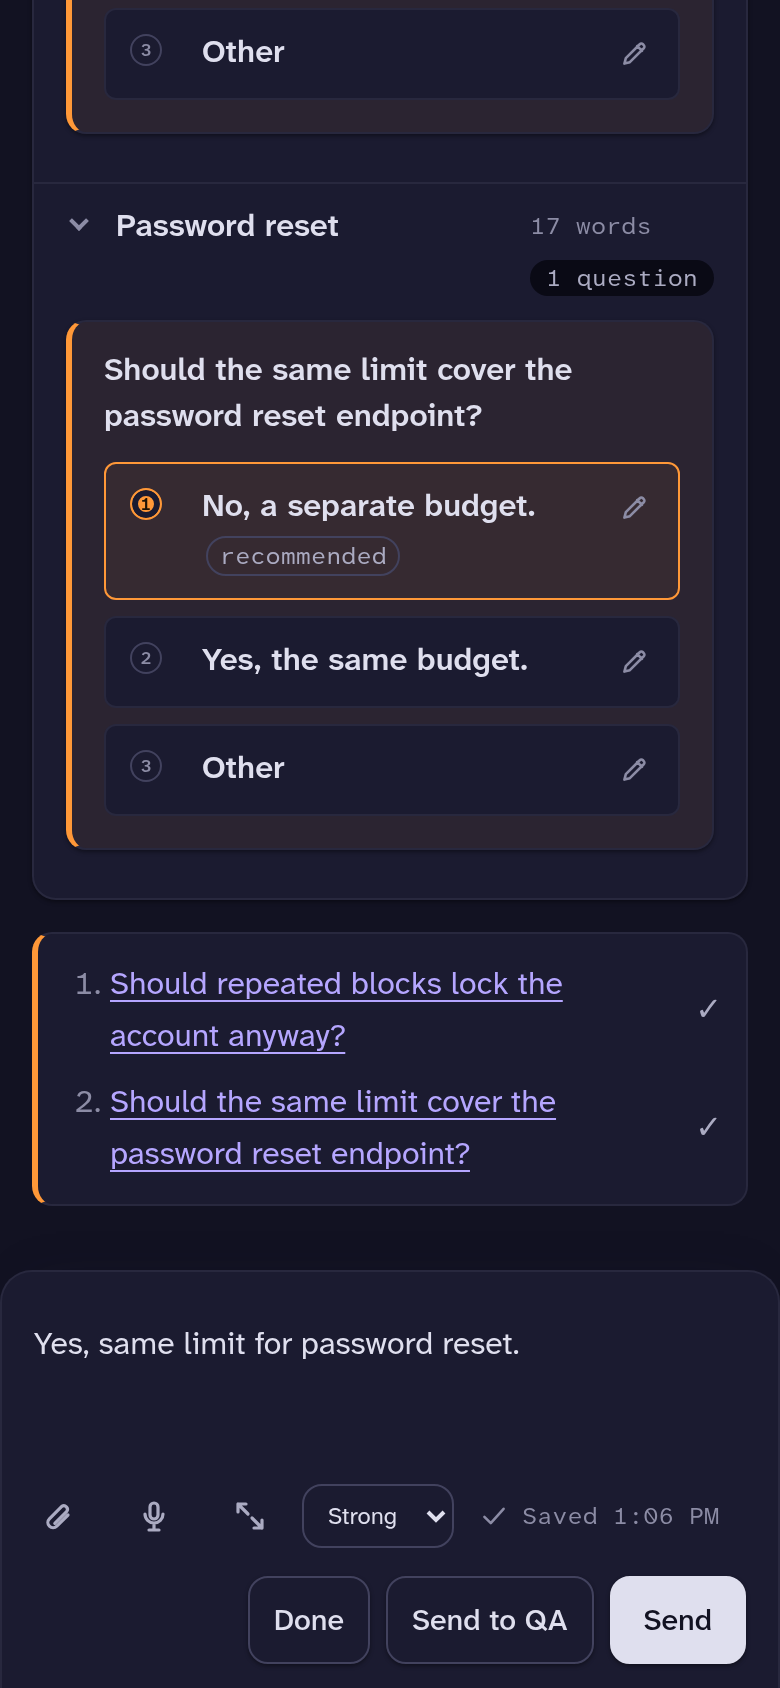 3 Other
Password reset 17 words
1 question
Should the same limit cover the
password reset endpoint?
1 No, a separate budget.
recommended
2 Yes, the same budget.
3 Other
1. Should repeated blocks lock the
account anyway? ✓
2. Should the same limit cover the
password reset endpoint? ✓
Yes, same limit for password reset.
Strong ✓ Saved 1:06 PM
Done Send to QA Send